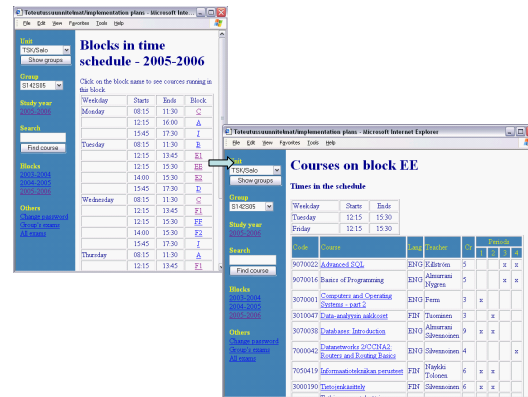 Toteutussuunnitelmat/implementation plans - Microsoft Inte...
File Edit View Favorites Tools Help
Unit
TSK/Salo
Show groups
Group
S142S05
Study year
2005-2006
Search
Find course
Blocks
2003-2004
2004-2005
2005-2006
Others
Change password
Group's exams
All exams
Blocks in time
schedule - 2005-2006
Click on the block name to see cources running in
this block
Weekday Starts Ends Block
Monday 08:15 11:30 C
12:15 16:00 A
15:45 17:30 J
Tuesday 08:15 11:30 B
12:15 13:45 E1
12:15 15:30 EE
14:00 15:30 E2
15:45 17:30 D
Wednesday 08:15 11:30 C
12:15 13:45 F1
12:15 15:30 FF
14:00 15:30 F2
15:45 17:30 I
Thursday 08:15 11:30 A
12:15 13:45 F1
Toteutussuunnitelmat/implementation plans - Microsoft Internet Explorer
File Edit View Favorites Tools Help
Unit
TSK/Salo
Show groups
Group
S142S05
Study year
2005-2006
Search
Find course
Blocks
2003-2004
2004-2005
2005-2006
Others
Change password
Group's exams
All exams
Courses on block EE
Times in the schedule
Weekday Starts Ends
Tuesday 12:15 15:30
Friday 12:15 15:30
Code Course Lang Teacher Cr Periods
1 2 3 4
9070022 Advanced SQL ENG Källström 5 x x
9070016 Basics of Programming ENG Almurrani Nygren 5 x x
3070001 Computers and Operating Systems - part 2 ENG Ferm 3 x
3010047 Data-analyysin aakkoset FIN Tuominen 3 x
3070038 Databases: Introduction ENG Almurrani Silvennoinen 9 x x
7000042 Datanetworks 2/CCNA2: Routers and Routing Basics ENG Silvennoinen 4 x
7050419 Informaatiotekniikan perusteet FIN Näykki Tolonen 6 x x
3000190 Tietojenkäsittely FIN Silvennoinen 6 x x